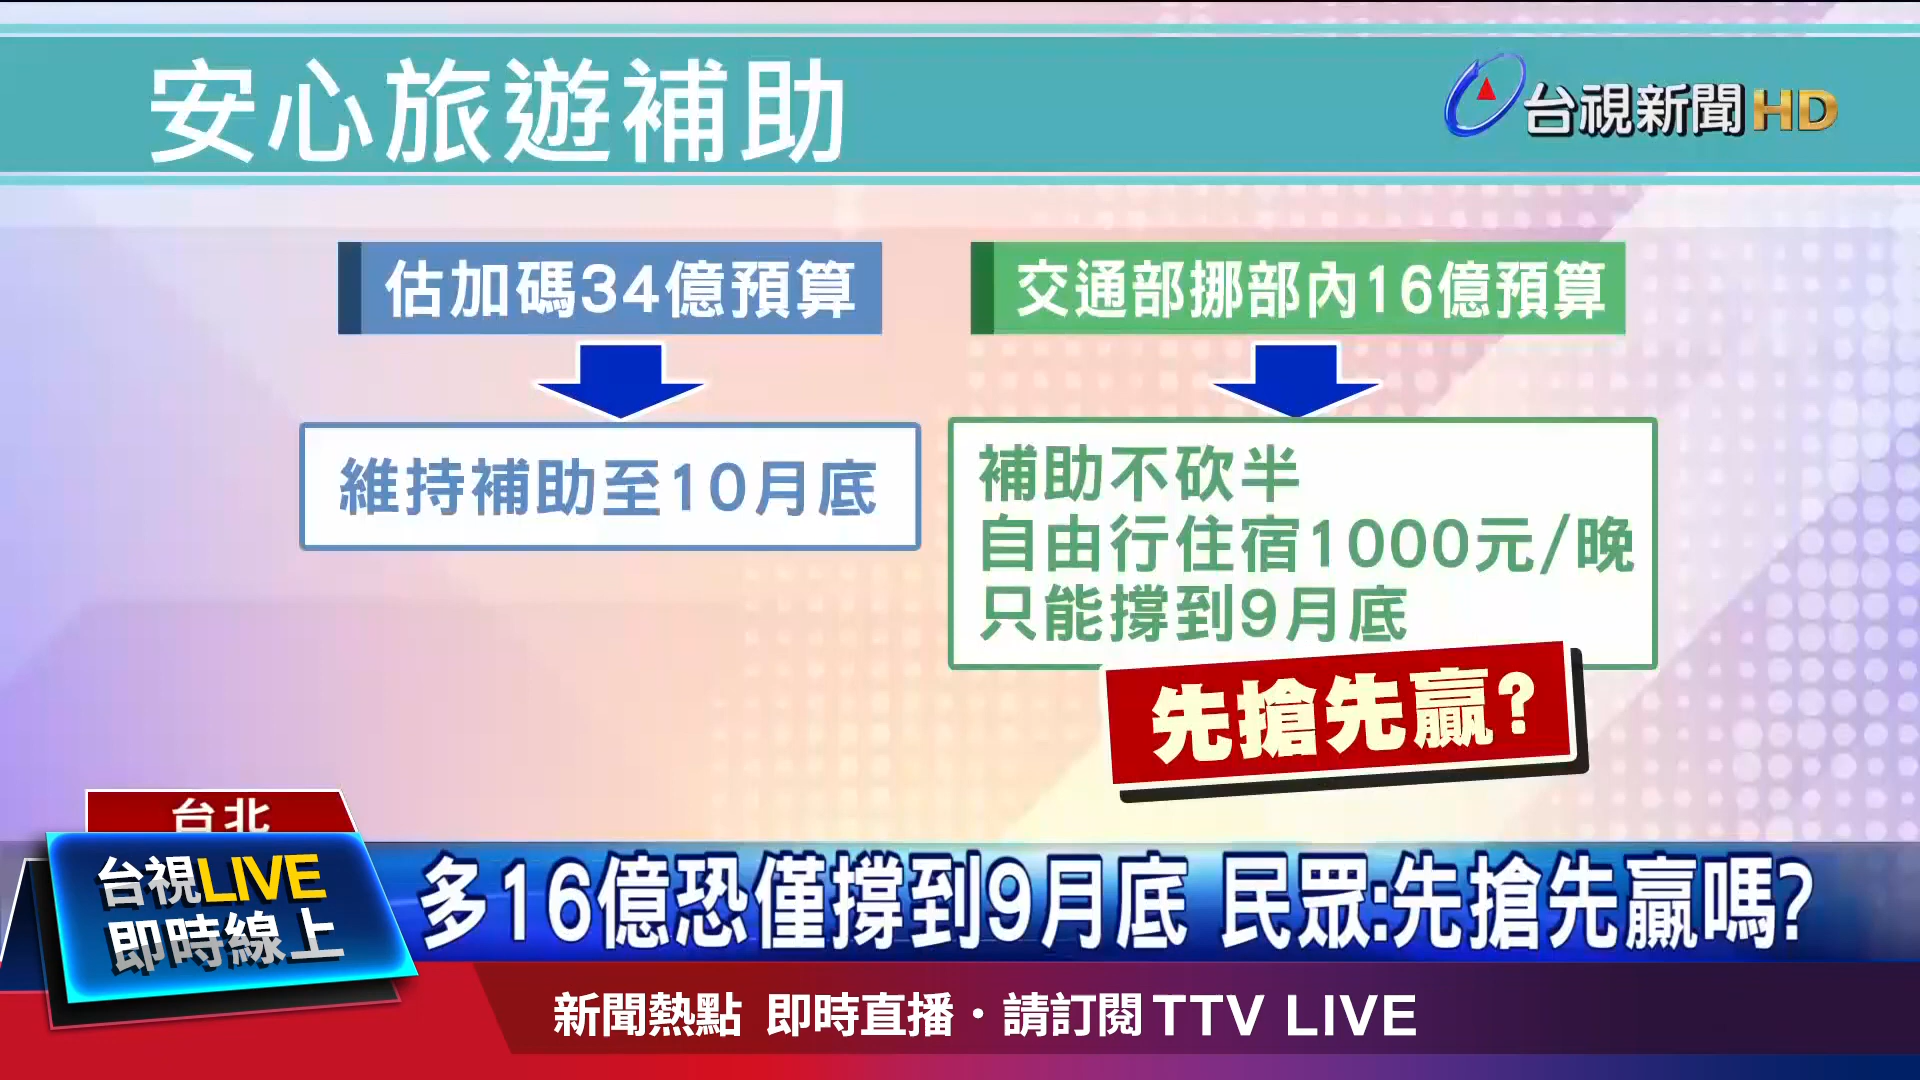 安心旅遊補助
台視新聞HD
估加碼34億預算
維持補助至10月底
交通部挪部內16億預算
補助不砍半
自由行住宿1000元/晚
只能撐到9月底
先搶先贏?
台北
台視LIVE
即時線上
多16億恐僅撐到9月底 民眾:先搶先贏嗎?
新聞熱點 即時直播·請訂閱TTV LIVE